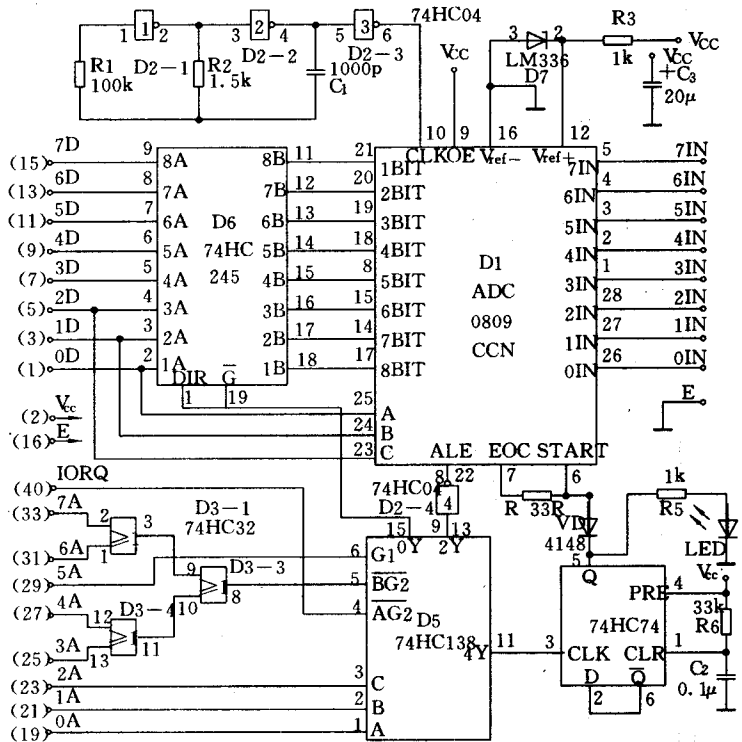 1 1 2 3 2 4 5 3 6 74HC04
D2-1 D2-2 D2-3
R1 100k
R2 1.5k
1000p
C1
VCC
3 2
LM336
D7
R3
1k
VCC
VCC
+C3
20μ
10 9 16 12
CLK OE Vref- Vref+
(15) 7D 9 8A 8B 11 21 1BIT 7IN 5 7IN
(13) 6D 8 7A 7B 12 20 2BIT 6IN 4 6IN
(11) 5D 7 6A 6B 13 19 3BIT 5IN 3 5IN
(9) 4D 6 5A 5B 14 18 4BIT 4IN 2 4IN
(7) 3D 5 4A 4B 15 8 5BIT 3IN 1 3IN
(5) 2D 4 3A 3B 16 15 6BIT 2IN 28 2IN
(3) 1D 3 2A 2B 17 14 7BIT 1IN 27 1IN
(1) 0D 2 1A 1B 18 17 8BIT 0IN 26 0IN
D6
74HC
245
D1
ADC
0809
CCN
DIR G̅
1 19
25 A
24 B
23 C
(2) Vcc
(16) E
E
ALE EOC START
8 22 7 6
74HC04
D2-4
4
9
R 33R
VD
4148
1k
R5
LED
IORQ
(40)
(33) 7A 2
(31) 6A 1
≥ 3
D3-1
74HC32
(29) 5A
(27) 4A 12
(25) 3A 13
≥ 11
D3-4
9 10 ≥ 8
D3-3
(23) 2A 3 C
(21) 1A 2 B
(19) 0A 1 A
15 13
0Y 2Y
6 G1
5 B̅G̅2̅
4 A̅G̅2̅
D5
74HC138
4Y 11
5
Q
PRE 4
74HC74
3 CLK CLR 1
D Q̅
2 6
Vcc
33k
R6
C2
0.1μ